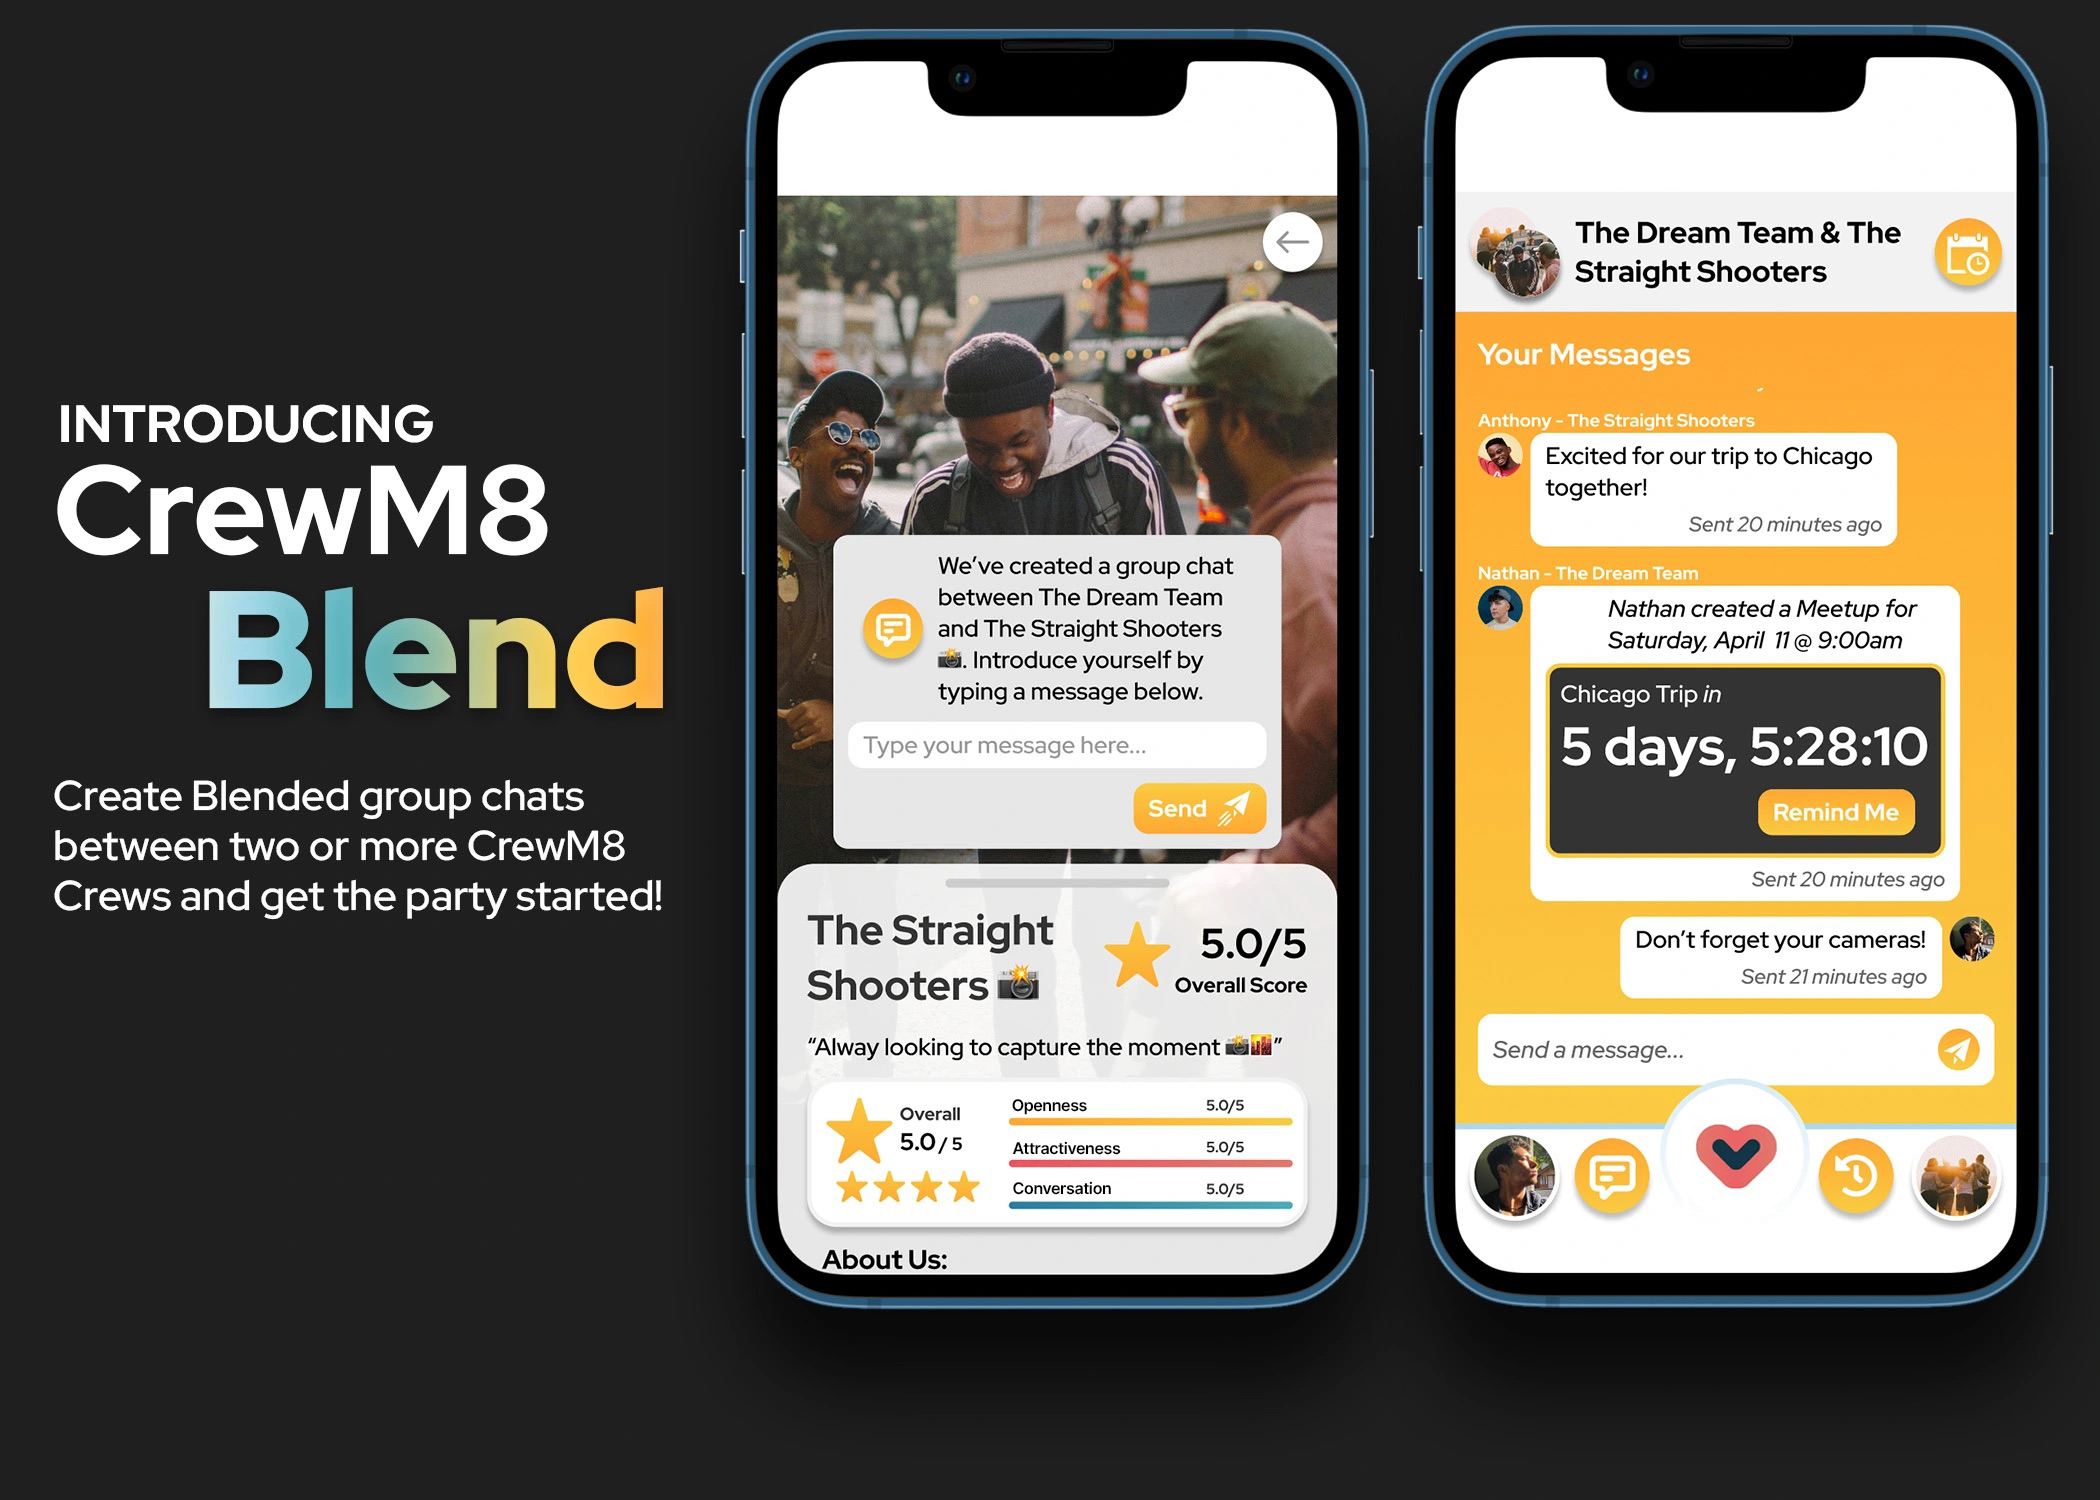 INTRODUCING
CrewM8
Blend
Create Blended group chats
between two or more CrewM8
Crews and get the party started!
We’ve created a group chat
between The Dream Team
and The Straight Shooters
📸. Introduce yourself by
typing a message below.
Type your message here...
Send
The Straight
Shooters 📸
5.0/5
Overall Score
“Alway looking to capture the moment 📸🌇”
Overall
5.0 / 5
Openness 5.0/5
Attractiveness 5.0/5
Conversation 5.0/5
About Us:
The Dream Team & The
Straight Shooters
Your Messages
Anthony - The Straight Shooters
Excited for our trip to Chicago
together!
Sent 20 minutes ago
Nathan - The Dream Team
Nathan created a Meetup for
Saturday, April 11 @ 9:00am
Chicago Trip in
5 days, 5:28:10
Remind Me
Sent 20 minutes ago
Don’t forget your cameras!
Sent 21 minutes ago
Send a message...